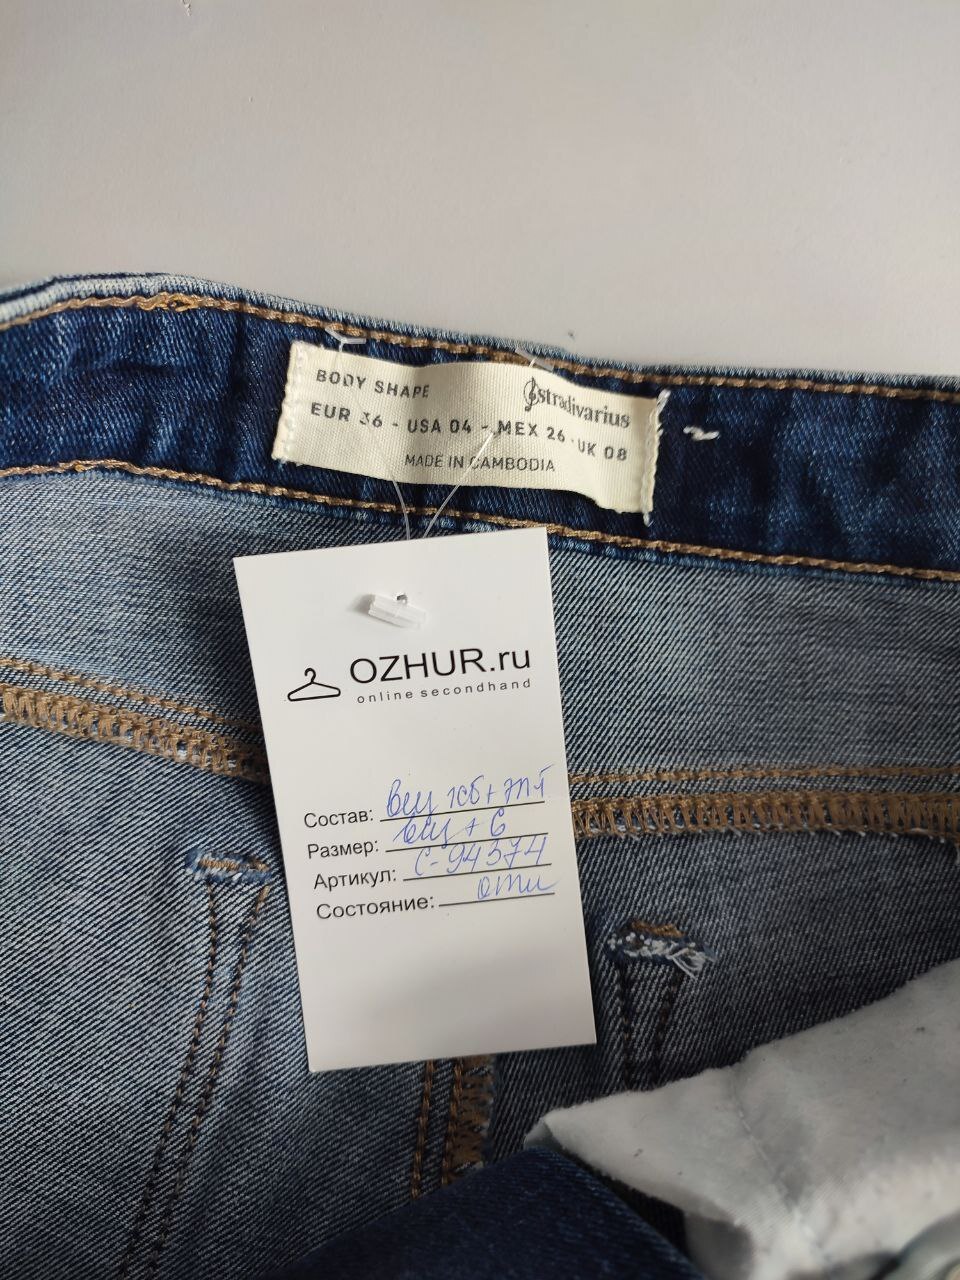 BODY SHAPE
stradivarius
EUR 36 - USA 04 - MEX 26 - UK 08
MADE IN CAMBODIA
OZHUR.ru
online secondhand
Состав:
Размер:
Артикул: С-94374
Состояние: отл